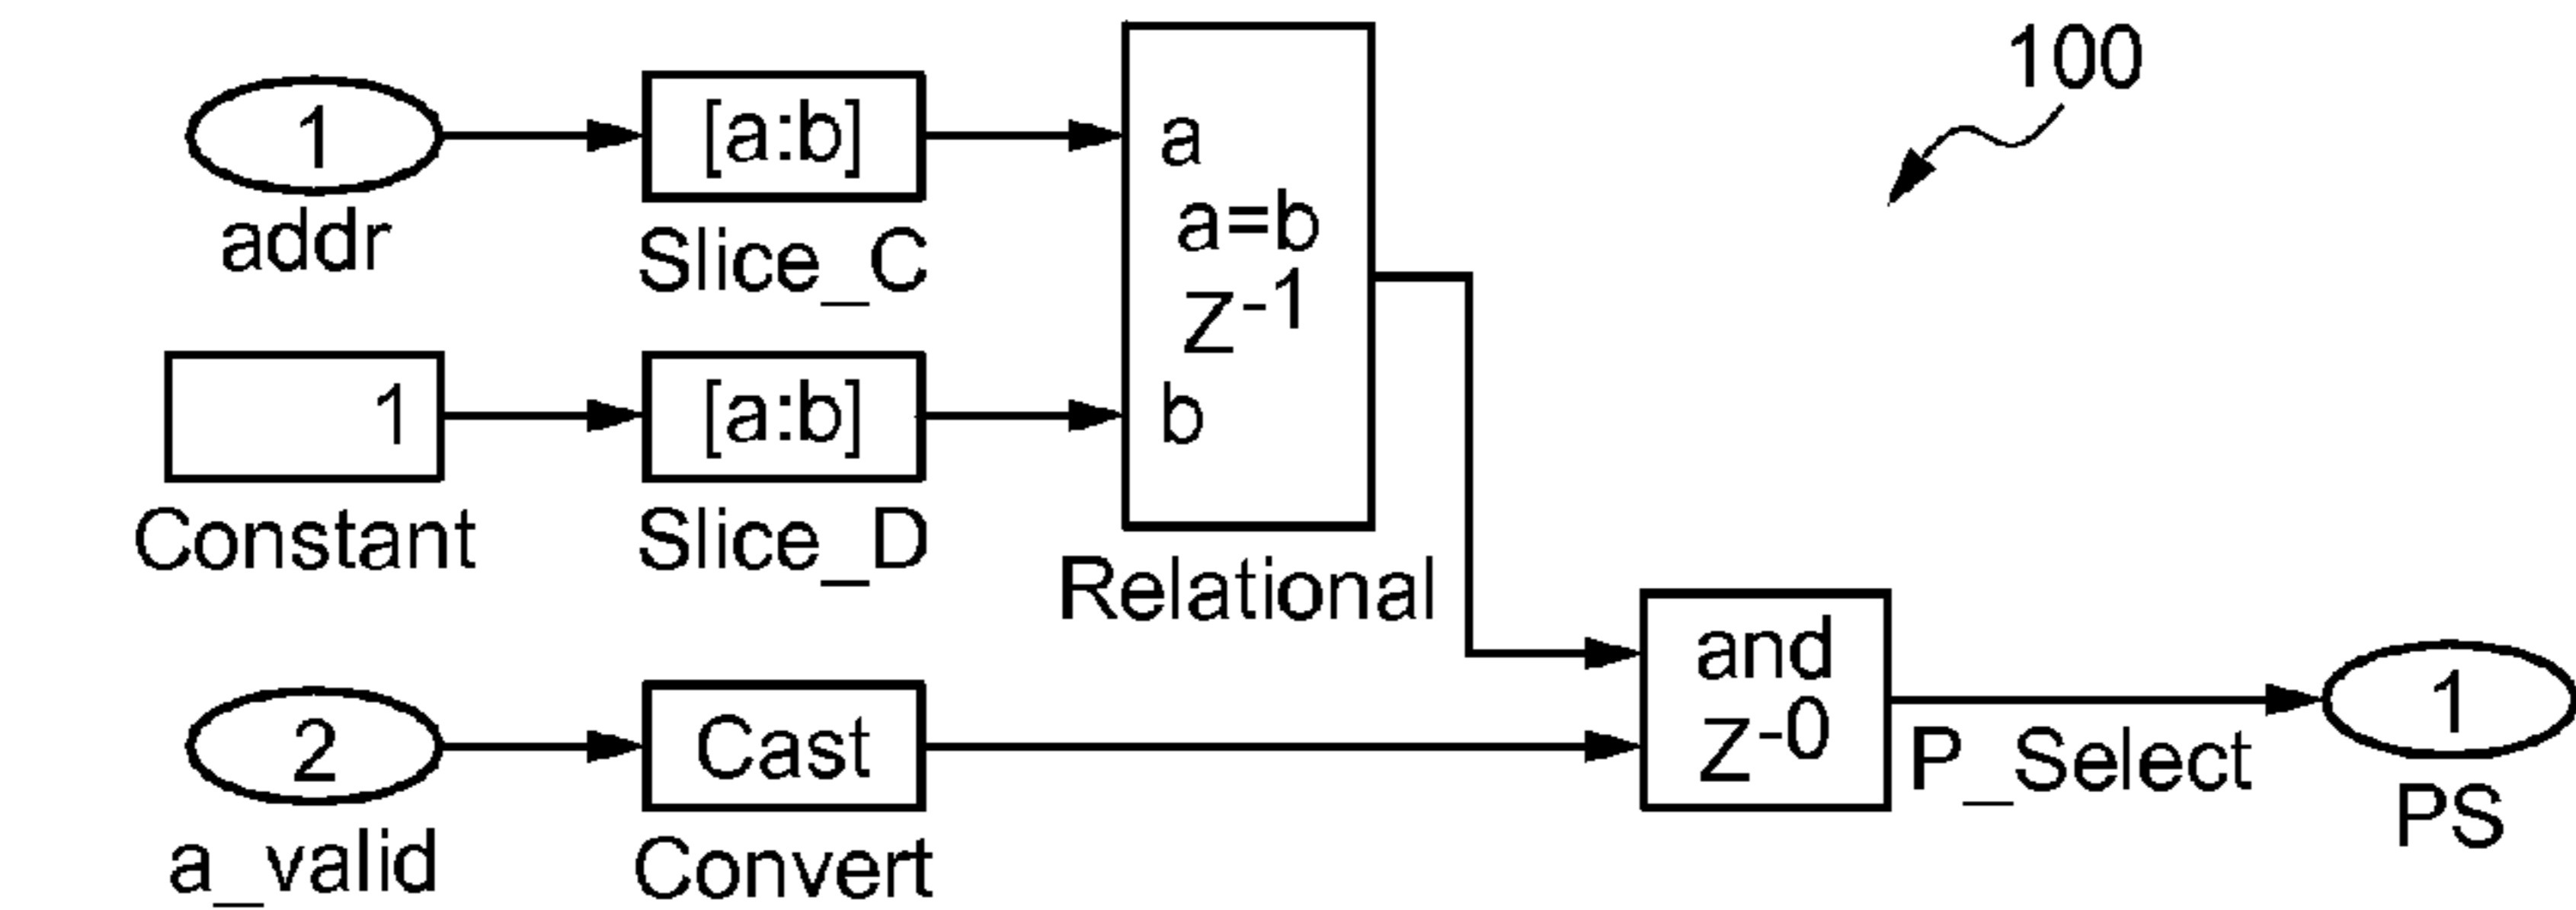 100
1
addr
[a:b]
Slice_C
a
a=b
Z-1
b
Relational
1
Constant
[a:b]
Slice_D
2
a_valid
Cast
Convert
and
Z-0
P_Select
1
PS